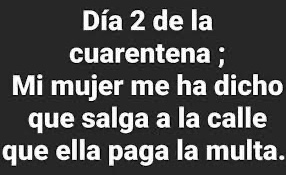 Día 2 de la
cuarentena ;
Mi mujer me ha dicho
que salga a la calle
que ella paga la multa.